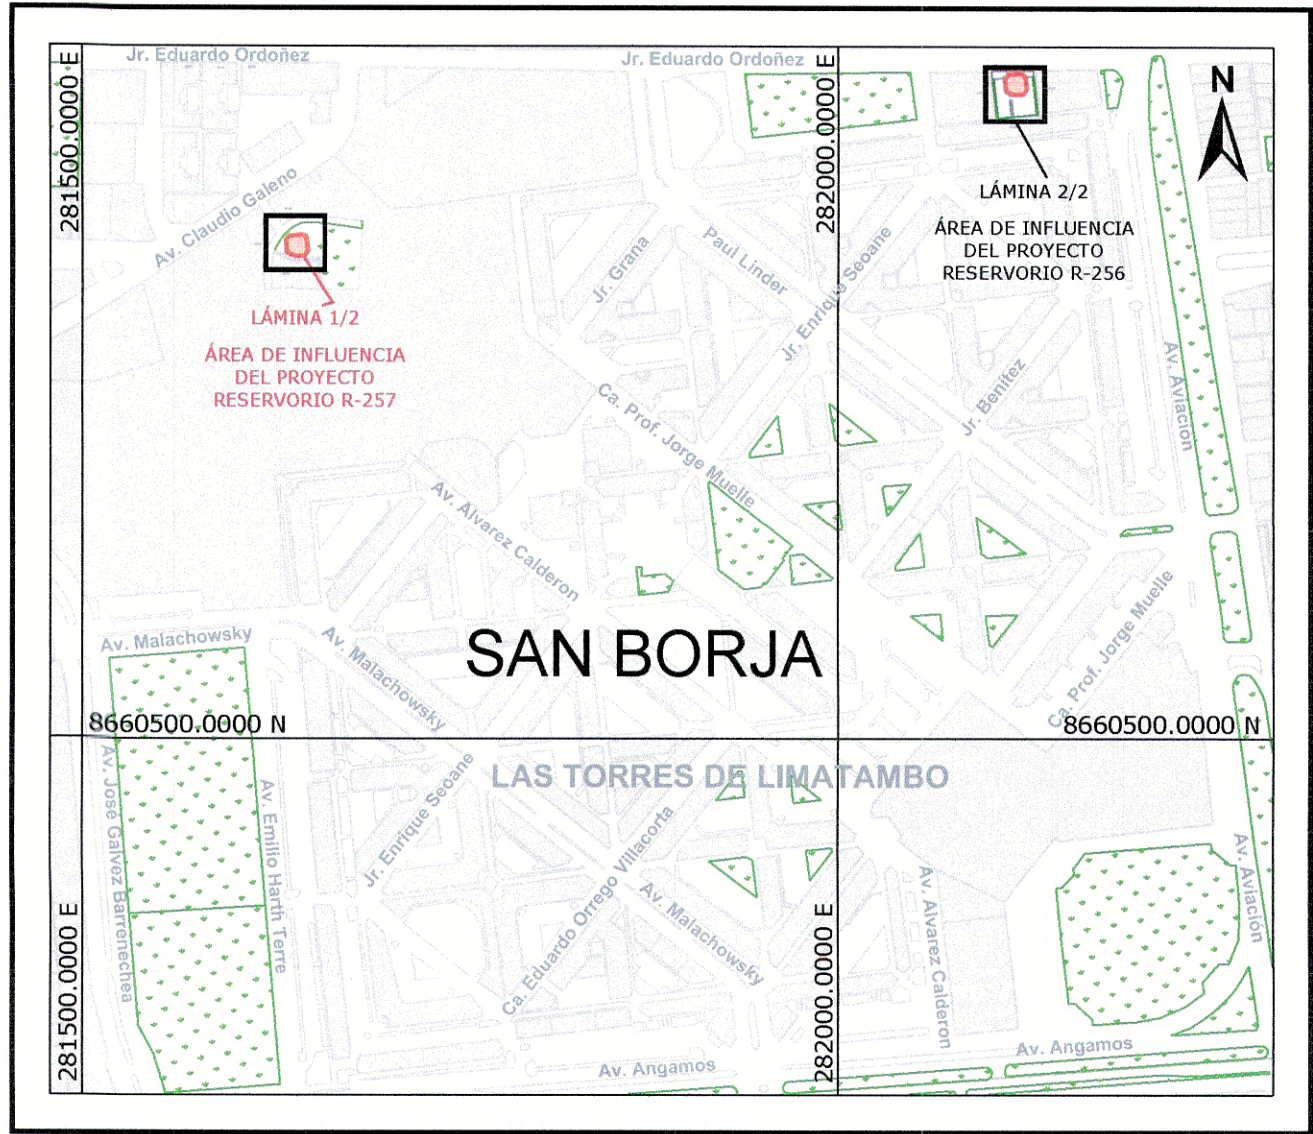 Jr. Eduardo Ordoñez
Jr. Eduardo Ordoñez
281500.0000 E
282000.0000 E
N
LÁMINA 2/2
ÁREA DE INFLUENCIA
DEL PROYECTO
RESERVORIO R-256
Av. Claudio Galeno
LÁMINA 1/2
ÁREA DE INFLUENCIA
DEL PROYECTO
RESERVORIO R-257
Jr. Grana
Paul Linder
Jr. Enrique Seoane
Av. Aviación
Jr. Benitez
Ca. Prof. Jorge Muelle
Av. Alvarez Calderon
Av. Malachowsky
Av. Malachowsky
SAN BORJA
Ca. Prof. Jorge Muelle
8660500.0000 N
8660500.0000 N
LAS TORRES DE LIMATAMBO
Av. José Galvez Barrenechea
Av. Emilio Harth Terre
Jr. Enrique Seoane
Ca. Eduardo Orrego Villacorta
Av. Malachowsky
Av. Alvarez Calderon
Av. Aviación
281500.0000 E
282000.0000 E
Av. Angamos
Av. Angamos